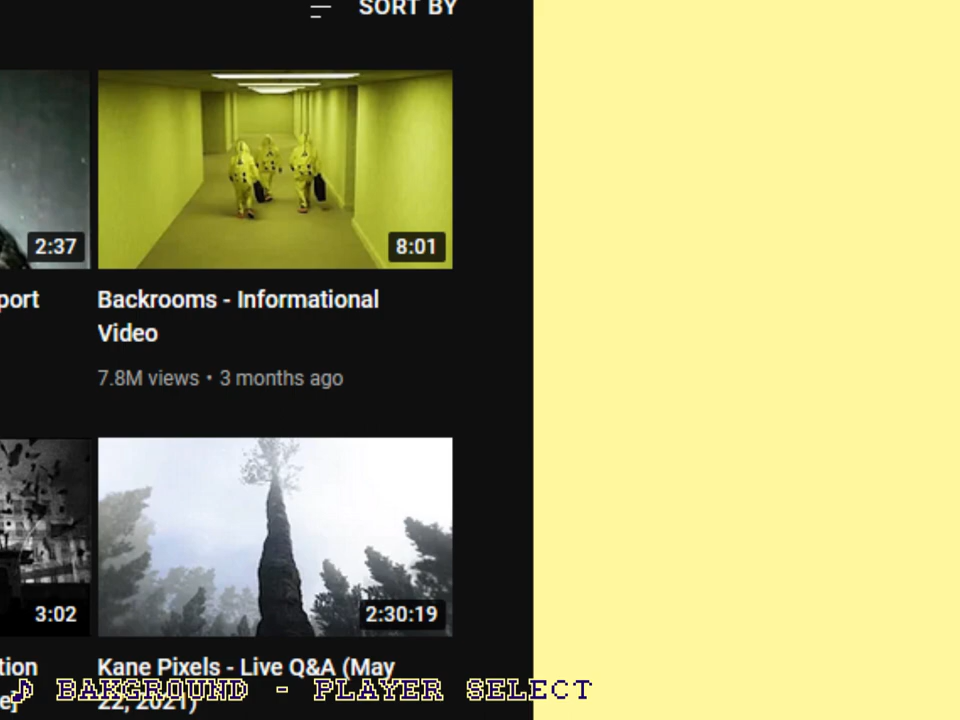 SORT BY
2:37
8:01
port
Backrooms - Informational
Video
7.8M views • 3 months ago
3:02
2:30:19
tion
Kane Pixels - Live Q&A (May
22, 2021)
e]
♪ BAKGROUND - PLAYER SELECT